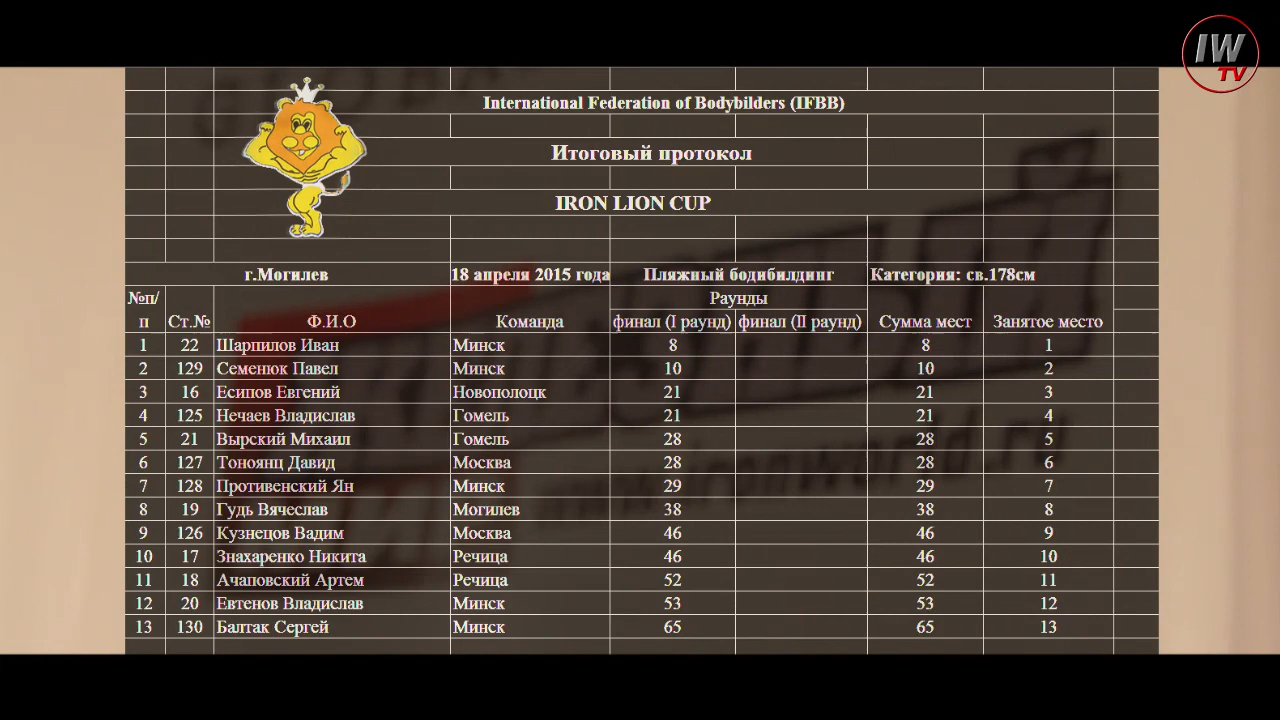 IW
TV
International Federation of Bodybilders (IFBB)
Итоговый протокол
IRON LION CUP
г.Могилев 18 апреля 2015 года Пляжный бодибилдинг Категория: св.178см
№п/п Ст.№ Ф.И.О Команда Раунды финал (I раунд) финал (II раунд) Сумма мест Занятое место
1 22 Шарпилов Иван Минск 8 8 1
2 129 Семенюк Павел Минск 10 10 2
3 16 Есипов Евгений Новополоцк 21 21 3
4 125 Нечаев Владислав Гомель 21 21 4
5 21 Вырский Михаил Гомель 28 28 5
6 127 Тоноянц Давид Москва 28 28 6
7 128 Противенский Ян Минск 29 29 7
8 19 Гудь Вячеслав Могилев 38 38 8
9 126 Кузнецов Вадим Москва 46 46 9
10 17 Знахаренко Никита Речица 46 46 10
11 18 Ачаповский Артем Речица 52 52 11
12 20 Евтенов Владислав Минск 53 53 12
13 130 Балтак Сергей Минск 65 65 13
www.ironworld.ru